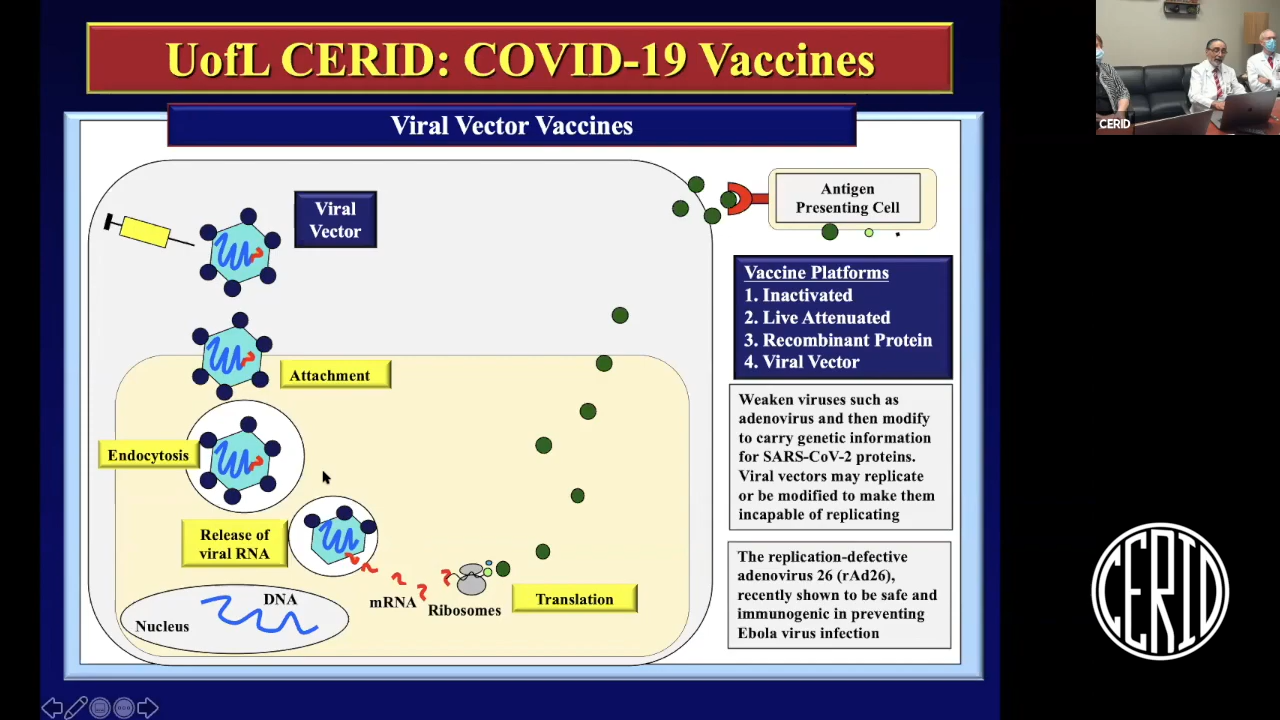 UofL CERID: COVID-19 Vaccines
Viral Vector Vaccines
CERID
Viral
Vector
Antigen
Presenting Cell
Vaccine Platforms
1. Inactivated
2. Live Attenuated
3. Recombinant Protein
4. Viral Vector
Attachment
Endocytosis
Release of
viral RNA
DNA
Nucleus
mRNA
Ribosomes
Translation
Weaken viruses such as
adenovirus and then modify
to carry genetic information
for SARS-CoV-2 proteins.
Viral vectors may replicate
or be modified to make them
incapable of replicating
The replication-defective
adenovirus 26 (rAd26),
recently shown to be safe and
immunogenic in preventing
Ebola virus infection
CERID